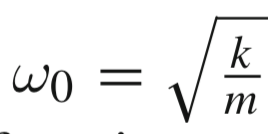 ω₀ = √(k/m)